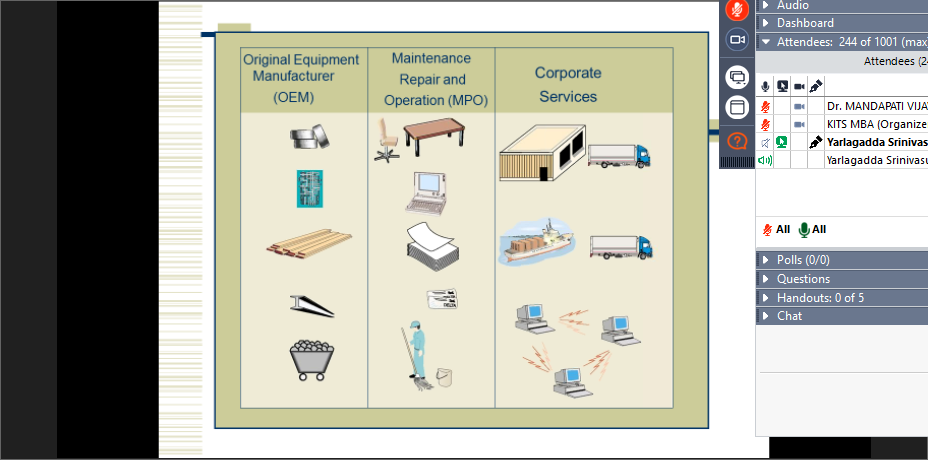 Original Equipment
Manufacturer
(OEM)
Maintenance
Repair and
Operation (MPO)
Corporate
Services
Audio
Dashboard
Attendees: 244 of 1001 (max
Attendees (2
Dr. MANDAPATI VIJA
KITS MBA (Organize
Yarlagadda Srinivas
Yarlagadda Srinivasu
All All
Polls (0/0)
Questions
Handouts: 0 of 5
Chat